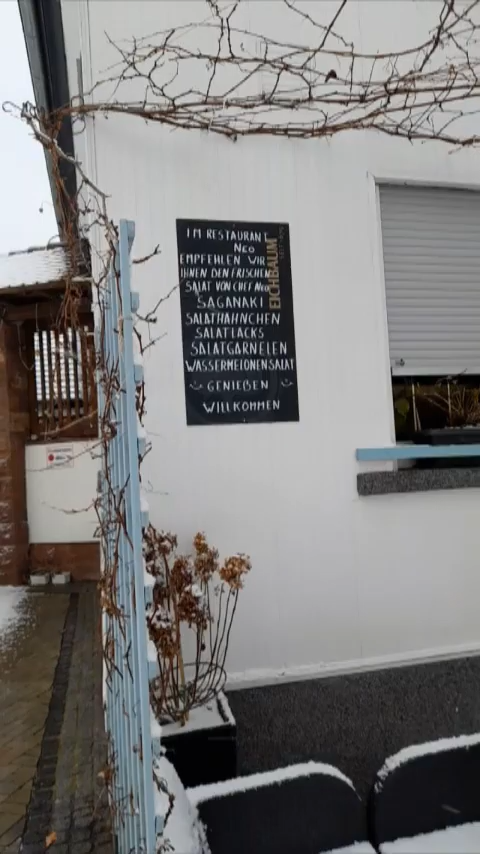 IM RESTAURANT
NEO
EMPFEHLEN WIR
IHNEN DEN FRISCHEN
SALAT VON CHEF Neo
SAGANAKI
SALATHÄHNCHEN
SALATLACKS
SALATGARNELEN
WASSERMELONENSALAT
GENIEẞEN
WILLKOMMEN
EICHBAUM